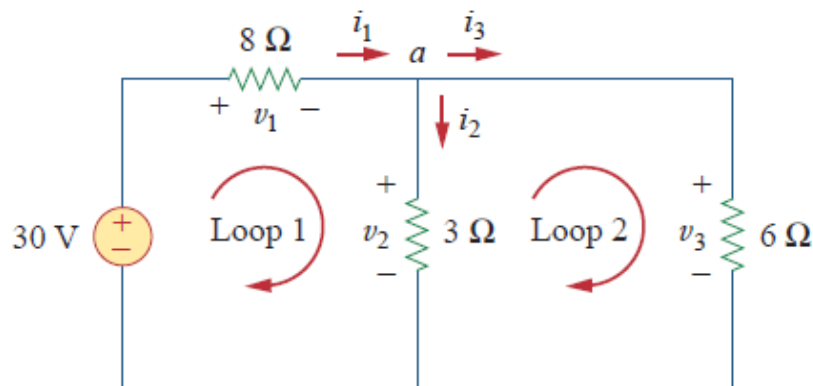 i₁ i₃
8 Ω a
+ v₁ − i₂
+ +
30 V + − Loop 1 v₂ 3 Ω Loop 2 v₃ 6 Ω
− −